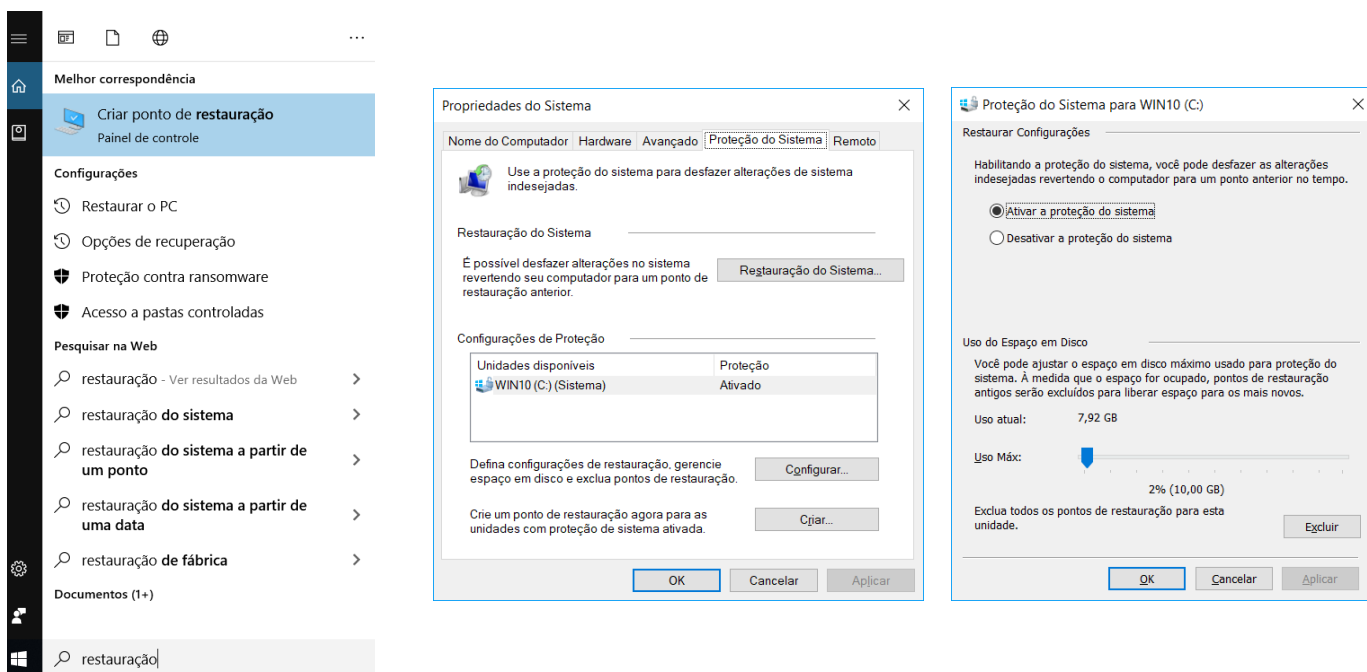 Melhor correspondência
Criar ponto de restauração
Painel de controle
Configurações
Restaurar o PC
Opções de recuperação
Proteção contra ransomware
Acesso a pastas controladas
Pesquisar na Web
restauração - Ver resultados da Web
restauração do sistema
restauração do sistema a partir de
um ponto
restauração do sistema a partir de
uma data
restauração de fábrica
Documentos (1+)
restauração
Propriedades do Sistema
Nome do Computador Hardware Avançado Proteção do Sistema Remoto
Use a proteção do sistema para desfazer alterações de sistema
indesejadas.
Restauração do Sistema
É possível desfazer alterações no sistema
revertendo seu computador para um ponto de
restauração anterior.
Restauração do Sistema...
Configurações de Proteção
Unidades disponíveis Proteção
WIN10 (C:) (Sistema) Ativado
Defina configurações de restauração, gerencie
espaço em disco e exclua pontos de restauração.
Configurar...
Crie um ponto de restauração agora para as
unidades com proteção de sistema ativada.
Criar...
OK Cancelar Aplicar
Proteção do Sistema para WIN10 (C:)
Restaurar Configurações
Habilitando a proteção do sistema, você pode desfazer as alterações
indesejadas revertendo o computador para um ponto anterior no tempo.
Ativar a proteção do sistema
Desativar a proteção do sistema
Uso do Espaço em Disco
Você pode ajustar o espaço em disco máximo usado para proteção do
sistema. À medida que o espaço for ocupado, pontos de restauração
antigos serão excluídos para liberar espaço para os mais novos.
Uso atual: 7,92 GB
Uso Máx:
2% (10,00 GB)
Exclua todos os pontos de restauração para esta
unidade.
Excluir
OK Cancelar Aplicar